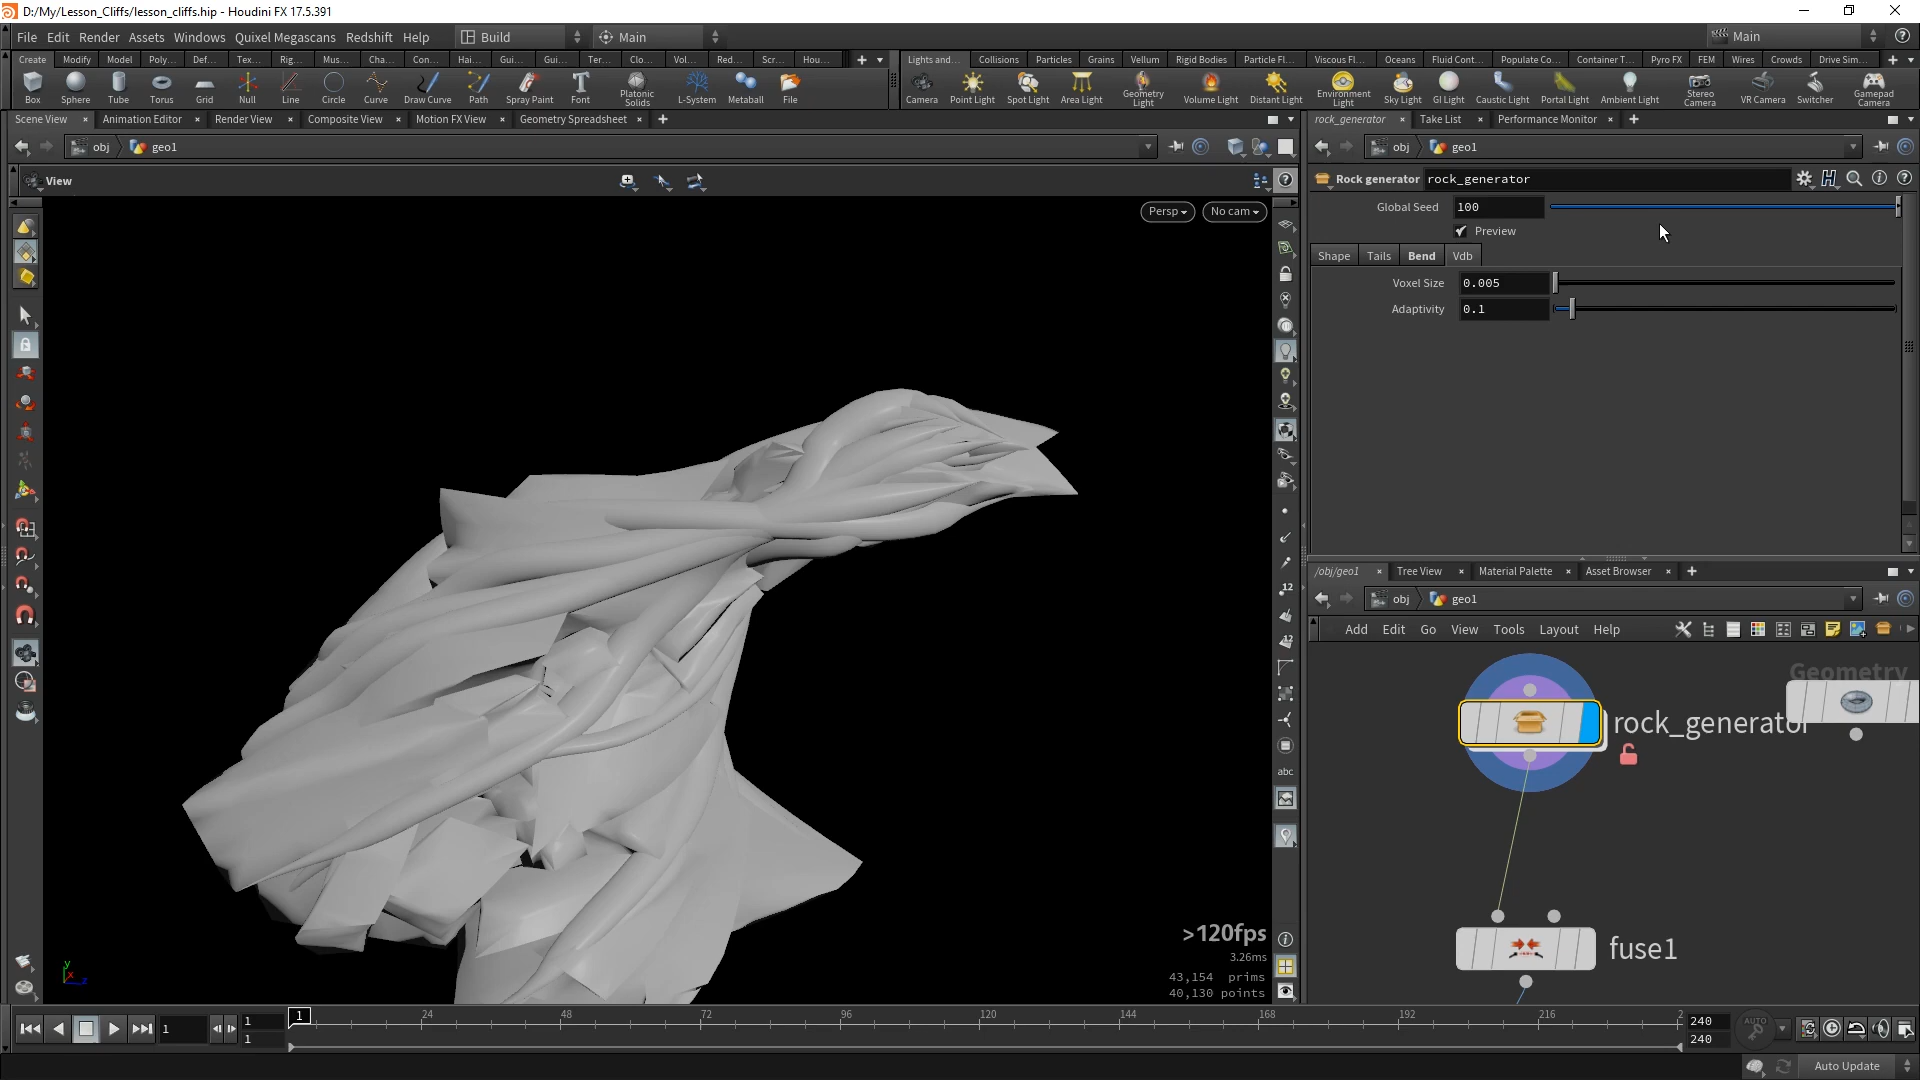 D:/My/Lesson_Cliffs/lesson_cliffs.hip - Houdini FX 17.5.391
File Edit Render Assets Windows Quixel Megascans Redshift Help Build Main Main
Create Modify Model Poly... Def... Tex... Rig... Mus... Cha... Con... Hai... Gui... Gui... Ter... Clo... Vol... Red... Scr... Hou... Lights and... Collisions Particles Grains Vellum Rigid Bodies Particle Fl... Viscous Fl... Oceans Fluid Cont... Populate Co... Container T... Pyro FX FEM Wires Crowds Drive Sim...
Box Sphere Tube Torus Grid Null Line Circle Curve Draw Curve Path Spray Paint Font Platonic Solids L-System Metaball File Camera Point Light Spot Light Area Light Geometry Light Volume Light Distant Light Environment Light Sky Light GI Light Caustic Light Portal Light Ambient Light Stereo Camera VR Camera Switcher Gamepad Camera
Scene View Animation Editor Render View Composite View Motion FX View Geometry Spreadsheet rock_generator Take List Performance Monitor
obj geo1 obj geo1
View Rock generator rock_generator
Persp No cam
Global Seed 100
Preview
Shape Tails Bend Vdb
Voxel Size 0.005
Adaptivity 0.1
/obj/geo1 Tree View Material Palette Asset Browser
obj geo1
Add Edit Go View Tools Layout Help
Geometry
rock_generator
12
12
abc
fuse1
>120fps
3.26ms
43,154 prims
40,130 points
y
x
z
1 1 1 24 48 72 96 120 144 168 192 216 2 240
1 240
AUTO
Auto Update